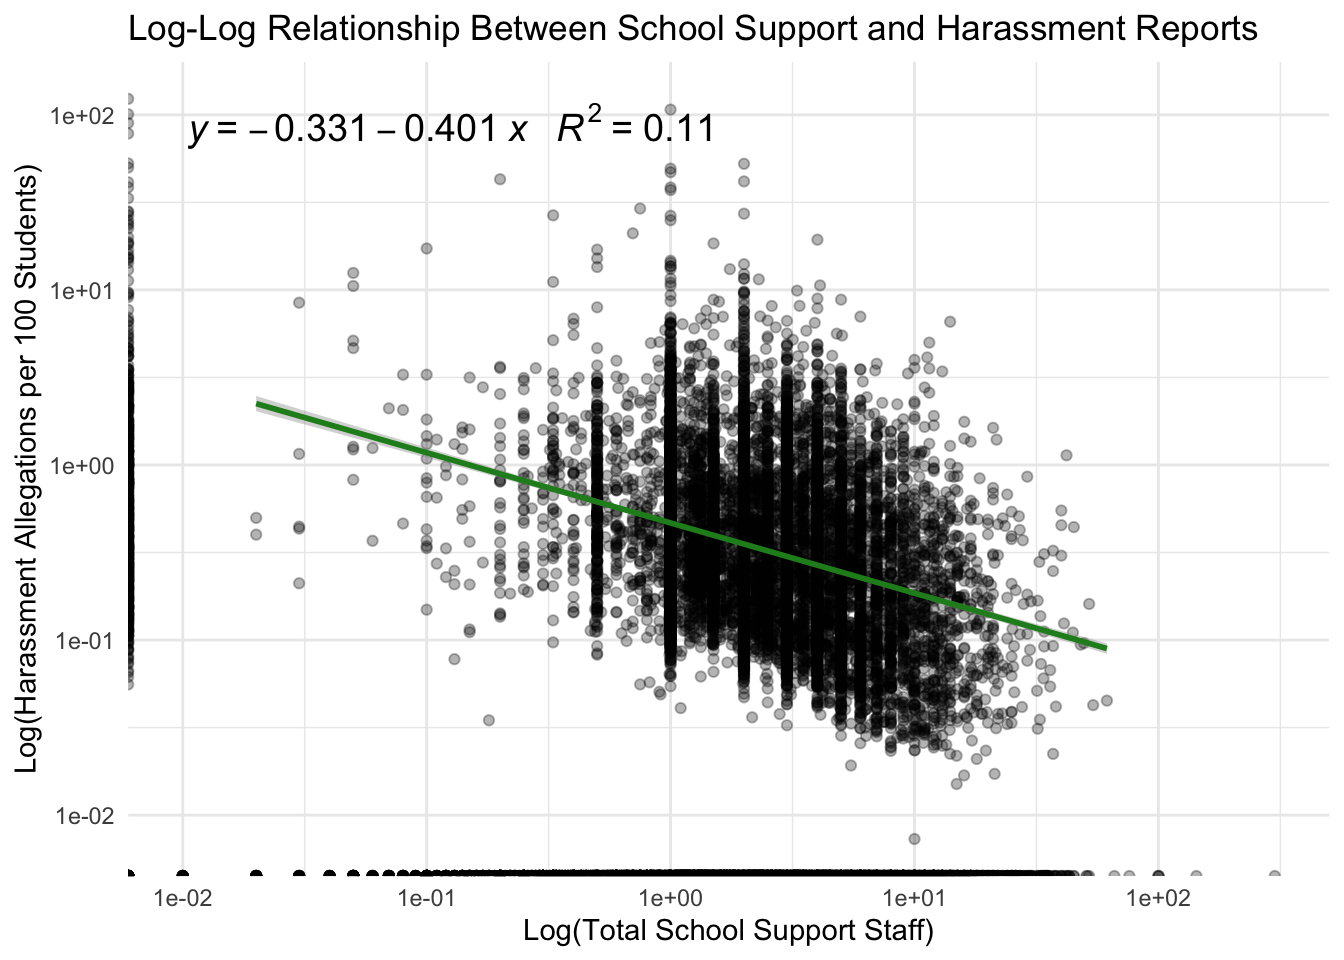 Log-Log Relationship Between School Support and Harassment Reports
y = −0.331 − 0.401 x R² = 0.11
Log(Harassment Allegations per 100 Students)
1e+02
1e+01
1e+00
1e-01
1e-02
1e-02 1e-01 1e+00 1e+01 1e+02
Log(Total School Support Staff)